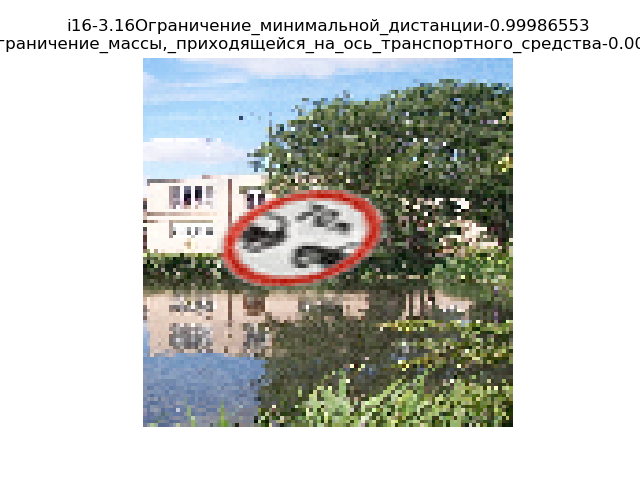 i16-3.16Ограничение_минимальной_дистанции-0.99986553
граничение_массы,_приходящейся_на_ось_транспортного_средства-0.00